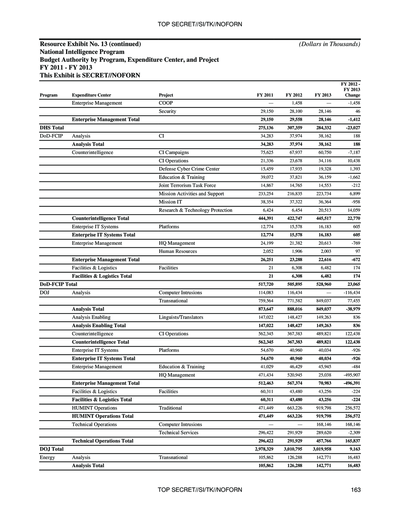 TOP SECRET//SI/TK//NOFORN
Resource Exhibit No. 13 (continued) (Dollars in Thousands)
National Intelligence Program
Budget Authority by Program, Expenditure Center, and Project
FY 2011 - FY 2013
This Exhibit is SECRET//NOFORN
FY 2012 -
FY 2013
Program Expenditure Center Project FY 2011 FY 2012 FY 2013 Change
Enterprise Management COOP — 1,458 — -1,458
Security 29,150 28,100 28,146 46
Enterprise Management Total 29,150 29,558 28,146 -1,412
DHS Total 275,136 307,359 284,332 -23,027
DoD-FCIP Analysis CI 34,283 37,974 38,162 188
Analysis Total 34,283 37,974 38,162 188
Counterintelligence CI Campaigns 75,625 67,937 60,750 -7,187
CI Operations 21,336 23,678 34,116 10,438
Defense Cyber Crime Center 15,459 17,935 19,328 1,393
Education & Training 39,072 37,821 36,159 -1,662
Joint Terrorism Task Force 14,867 14,765 14,553 -212
Mission Activities and Support 233,254 216,835 223,734 6,899
Mission IT 38,354 37,322 36,364 -958
Research & Technology Protection 6,424 6,454 20,513 14,059
Counterintelligence Total 444,391 422,747 445,517 22,770
Enterprise IT Systems Platforms 12,774 15,578 16,183 605
Enterprise IT Systems Total 12,774 15,578 16,183 605
Enterprise Management HQ Management 24,199 21,382 20,613 -769
Human Resources 2,052 1,906 2,003 97
Enterprise Management Total 26,251 23,288 22,616 -672
Facilities & Logistics Facilities 21 6,308 6,482 174
Facilities & Logistics Total 21 6,308 6,482 174
DoD-FCIP Total 517,720 505,895 528,960 23,065
DOJ Analysis Computer Intrusions 114,083 116,434 — -116,434
Transnational 759,564 771,582 849,037 77,455
Analysis Total 873,647 888,016 849,037 -38,979
Analysis Enabling Linguists/Translators 147,022 148,427 149,263 836
Analysis Enabling Total 147,022 148,427 149,263 836
Counterintelligence CI Operations 562,345 367,383 489,821 122,438
Counterintelligence Total 562,345 367,383 489,821 122,438
Enterprise IT Systems Platforms 54,670 40,960 40,034 -926
Enterprise IT Systems Total 54,670 40,960 40,034 -926
Enterprise Management Education & Training 41,029 46,429 45,945 -484
HQ Management 471,434 520,945 25,038 -495,907
Enterprise Management Total 512,463 567,374 70,983 -496,391
Facilities & Logistics Facilities 60,311 43,480 43,256 -224
Facilities & Logistics Total 60,311 43,480 43,256 -224
HUMINT Operations Traditional 471,449 663,226 919,798 256,572
HUMINT Operations Total 471,449 663,226 919,798 256,572
Technical Operations Computer Intrusions — — 168,146 168,146
Technical Services 296,422 291,929 289,620 -2,309
Technical Operations Total 296,422 291,929 457,766 165,837
DOJ Total 2,978,329 3,010,795 3,019,958 9,163
Energy Analysis Transnational 105,862 126,288 142,771 16,483
Analysis Total 105,862 126,288 142,771 16,483
TOP SECRET//SI/TK//NOFORN 163